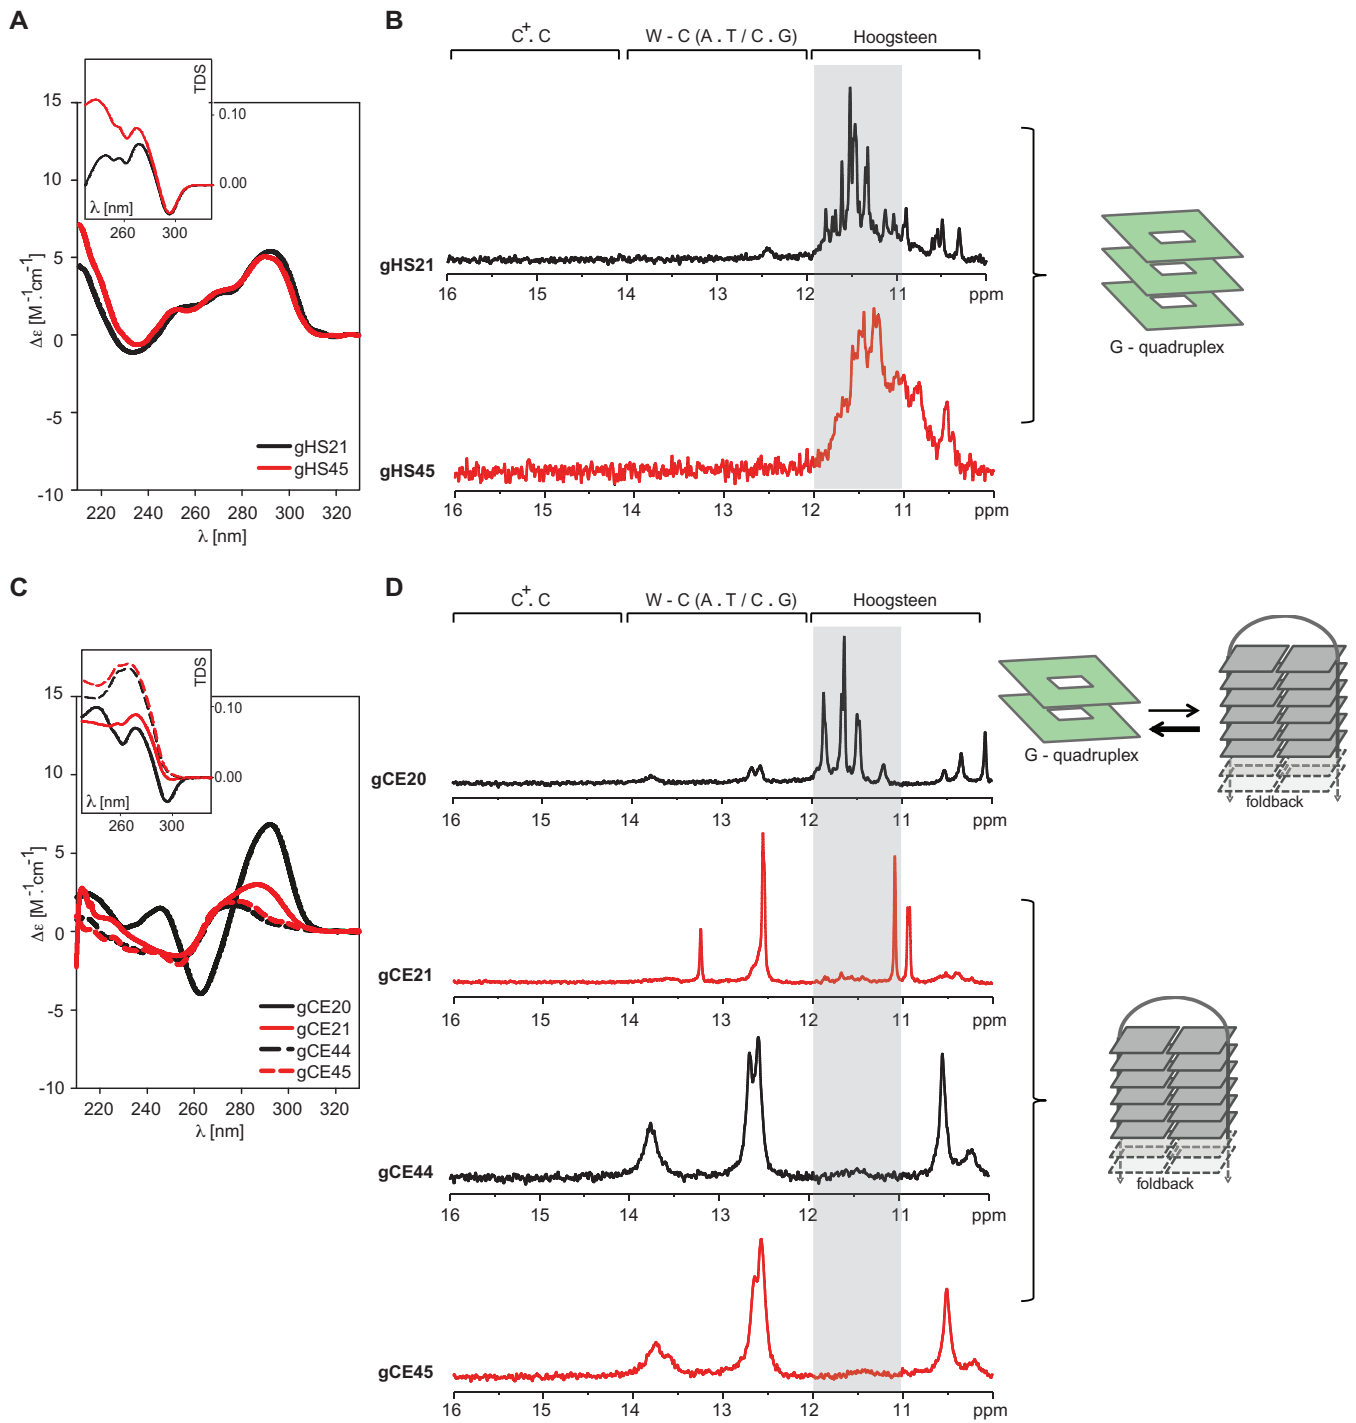 A
TDS
0.10
0.00
λ [nm]
260 300
15
10
5
0
-5
-10
Δε [M⁻¹cm⁻¹]
gHS21
gHS45
220 240 260 280 300 320
λ [nm]
B
C⁺. C W - C (A . T / C . G) Hoogsteen
gHS21
16 15 14 13 12 11 ppm
gHS45
16 15 14 13 12 11 ppm
G - quadruplex
C
TDS
0.10
0.00
λ [nm]
260 300
15
10
5
0
-5
-10
Δε [M⁻¹cm⁻¹]
gCE20
gCE21
gCE44
gCE45
220 240 260 280 300 320
λ [nm]
D
C⁺. C W - C (A . T / C . G) Hoogsteen
gCE20
16 15 14 13 12 11 ppm
G - quadruplex
foldback
gCE21
16 15 14 13 12 11 ppm
gCE44
16 15 14 13 12 11 ppm
foldback
gCE45
16 15 14 13 12 11 ppm